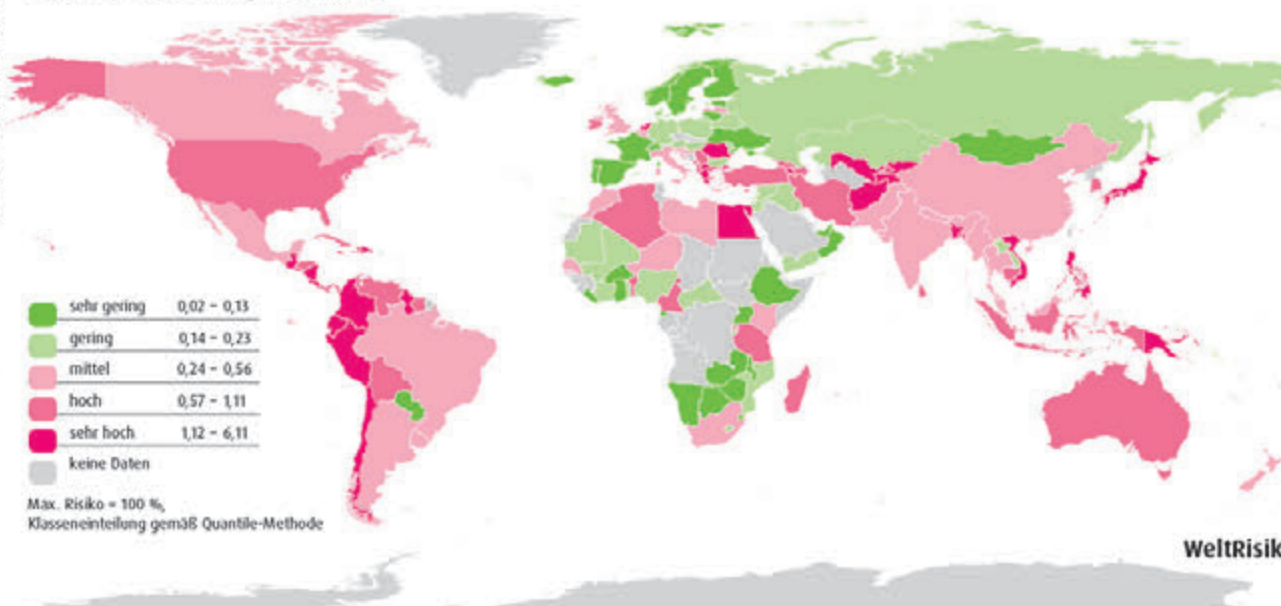 sehr gering 0,02 – 0,13
gering 0,14 – 0,23
mittel 0,24 – 0,56
hoch 0,57 – 1,11
sehr hoch 1,12 – 6,11
keine Daten
Max. Risiko = 100 %,
Klasseneinteilung gemäß Quantile-Methode
WeltRisik